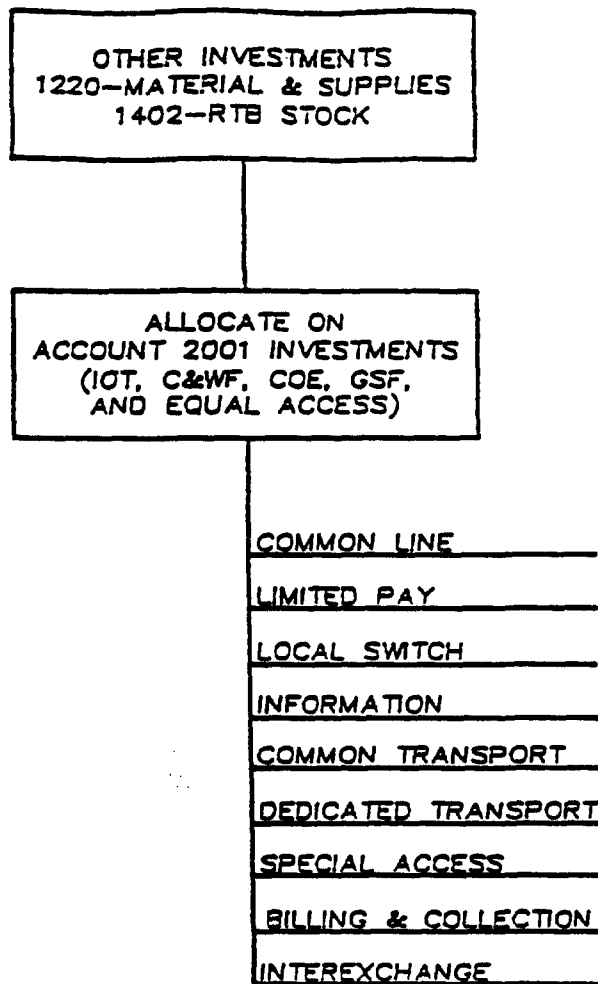 OTHER INVESTMENTS
1220-MATERIAL & SUPPLIES
1402-RTB STOCK
ALLOCATE ON
ACCOUNT 2001 INVESTMENTS
(IOT, C&WF, COE, GSF,
AND EQUAL ACCESS)
COMMON LINE
LIMITED PAY
LOCAL SWITCH
INFORMATION
COMMON TRANSPORT
DEDICATED TRANSPORT
SPECIAL ACCESS
BILLING & COLLECTION
INTEREXCHANGE